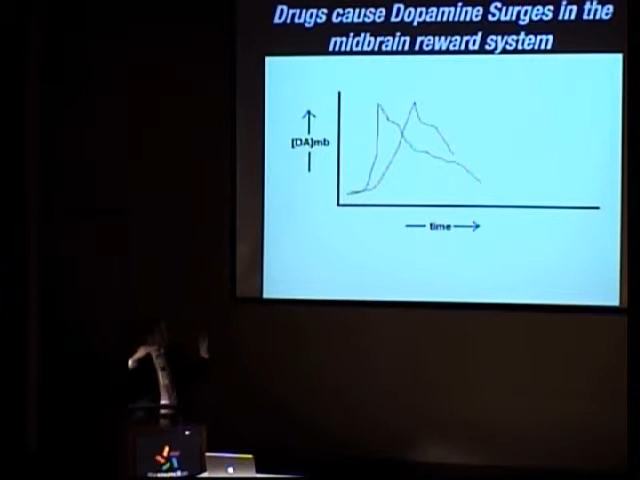 Drugs cause Dopamine Surges in the
midbrain reward system
[DA]mb
time